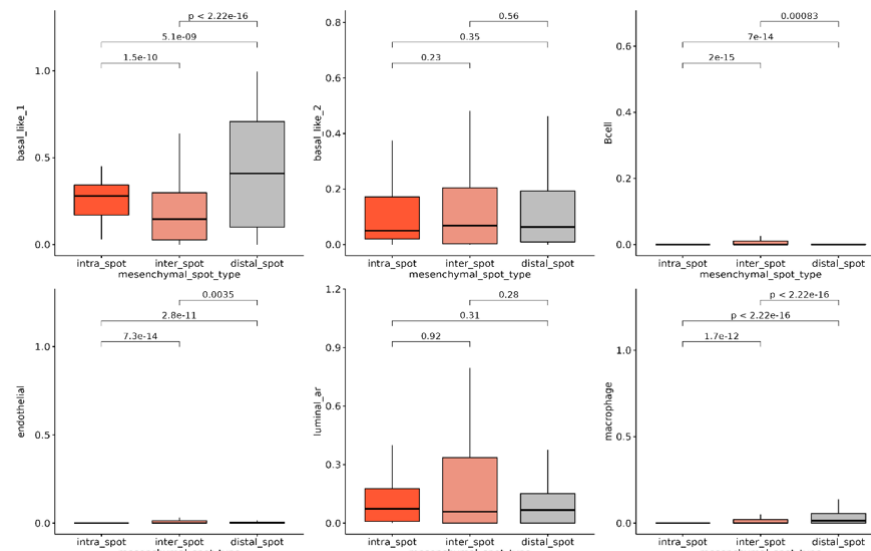 p < 2.22e-16
5.1e-09
1.5e-10
1.0
0.5
0.0
basal_like_1
intra_spot inter_spot distal_spot
mesenchymal_spot_type
0.56
0.35
0.23
0.8
0.6
0.4
0.2
0.0
basal_like_2
intra_spot inter_spot distal_spot
mesenchymal_spot_type
0.00083
7e-14
2e-15
0.6
0.4
0.2
0.0
Bcell
intra_spot inter_spot distal_spot
mesenchymal_spot_type
0.0035
2.8e-11
7.3e-14
1.0
0.5
0.0
endothelial
intra_spot inter_spot distal_spot
mesenchymal_spot_type
0.28
0.31
0.92
1.2
0.9
0.6
0.3
0.0
luminal_ar
intra_spot inter_spot distal_spot
mesenchymal_spot_type
p < 2.22e-16
p < 2.22e-16
1.7e-12
1.0
0.5
0.0
macrophage
intra_spot inter_spot distal_spot
mesenchymal_spot_type